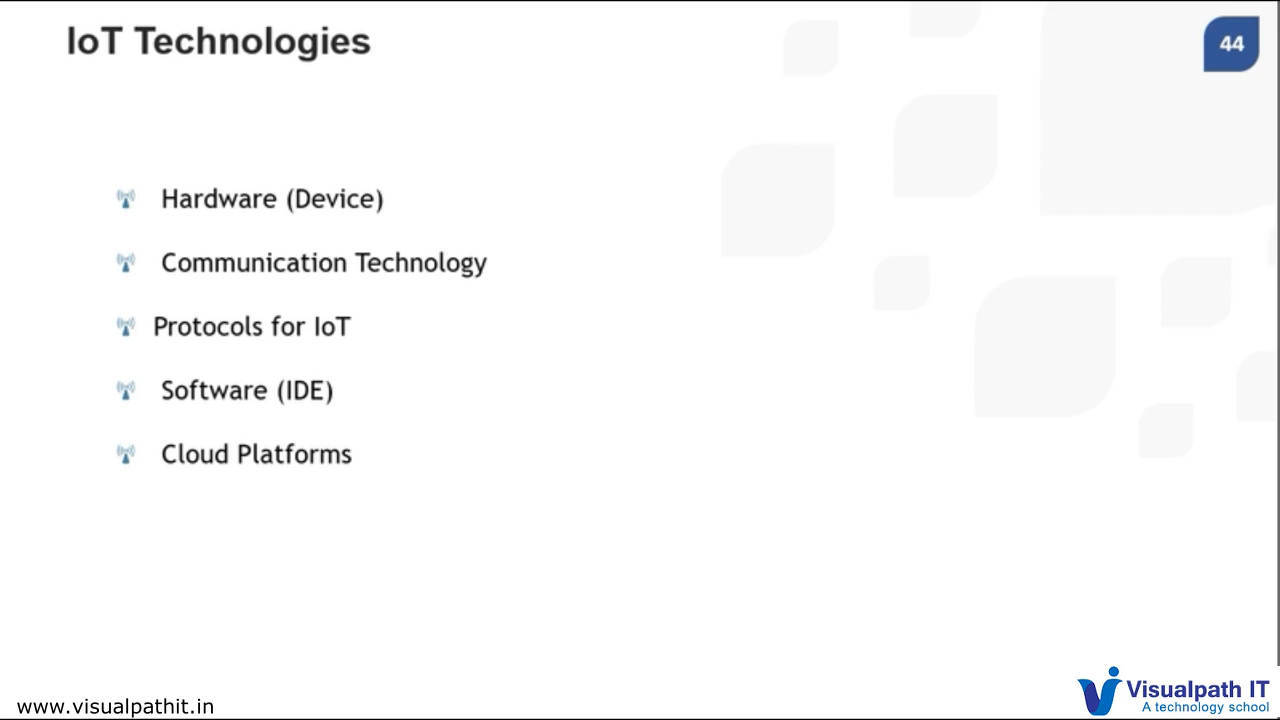 IoT Technologies
44
Hardware (Device)
Communication Technology
Protocols for IoT
Software (IDE)
Cloud Platforms
www.visualpathit.in
Visualpath IT
A technology school